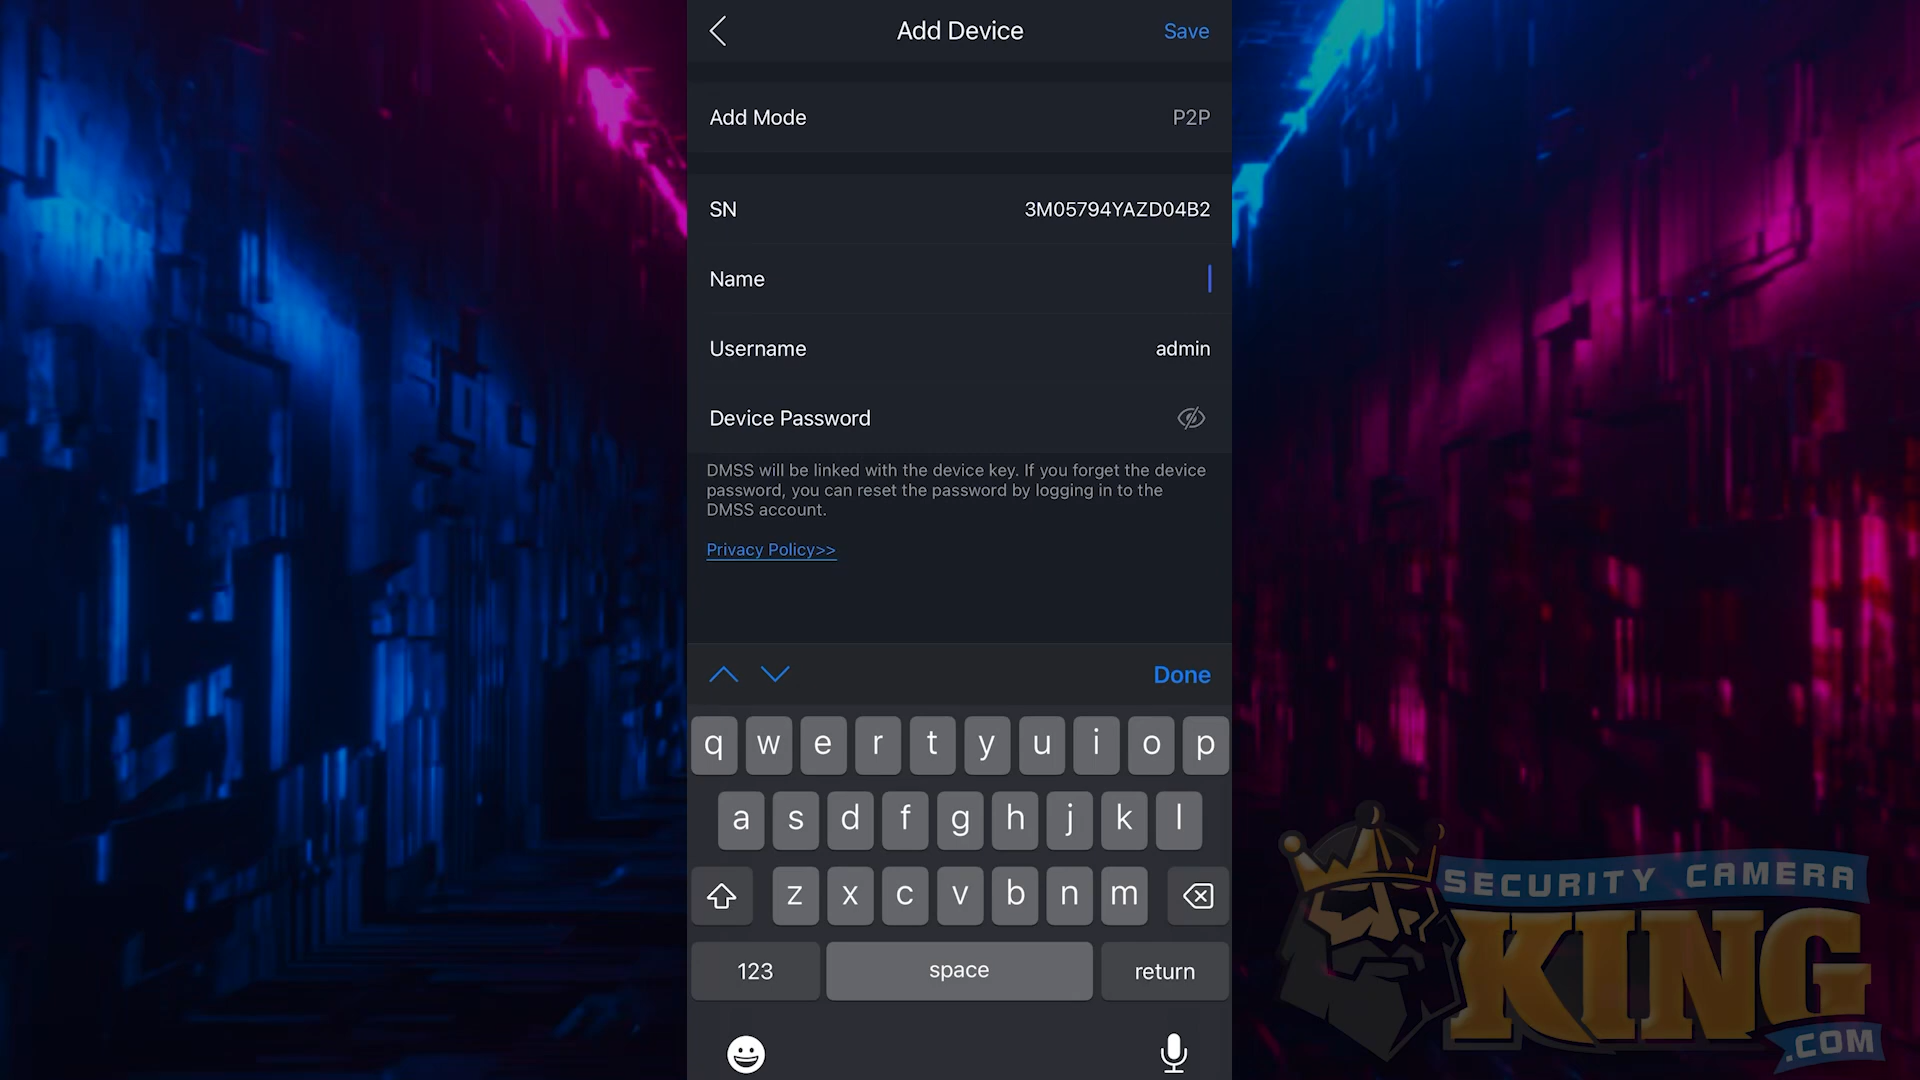 Add Device
Save
Add Mode
P2P
SN
3M05794YAZD04B2
Name
Username
admin
Device Password
DMSS will be linked with the device key. If you forget the device
password, you can reset the password by logging in to the
DMSS account.
Privacy Policy>>
Done
q w e r t y u i o p
a s d f g h j k l
z x c v b n m
123
space
return
SECURITY CAMERA
KING
.COM